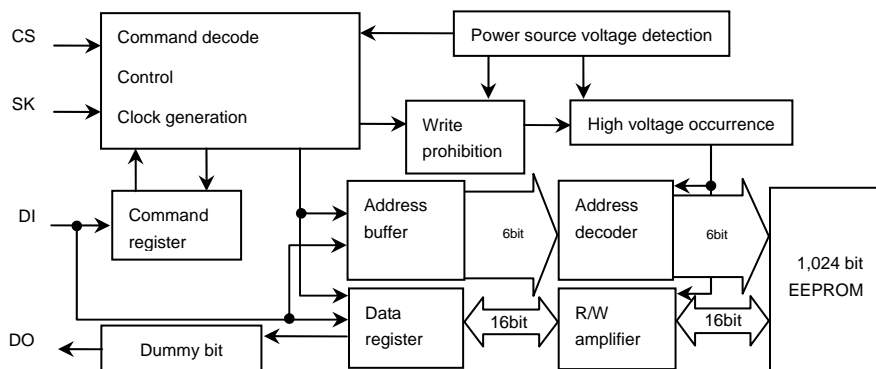 CS
Command decode
Control
Clock generation
SK
Power source voltage detection
Write
prohibition
High voltage occurrence
DI
Command
register
Address
buffer
6bit
Address
decoder
6bit
1,024 bit
EEPROM
Data
register
16bit
R/W
amplifier
16bit
DO
Dummy bit